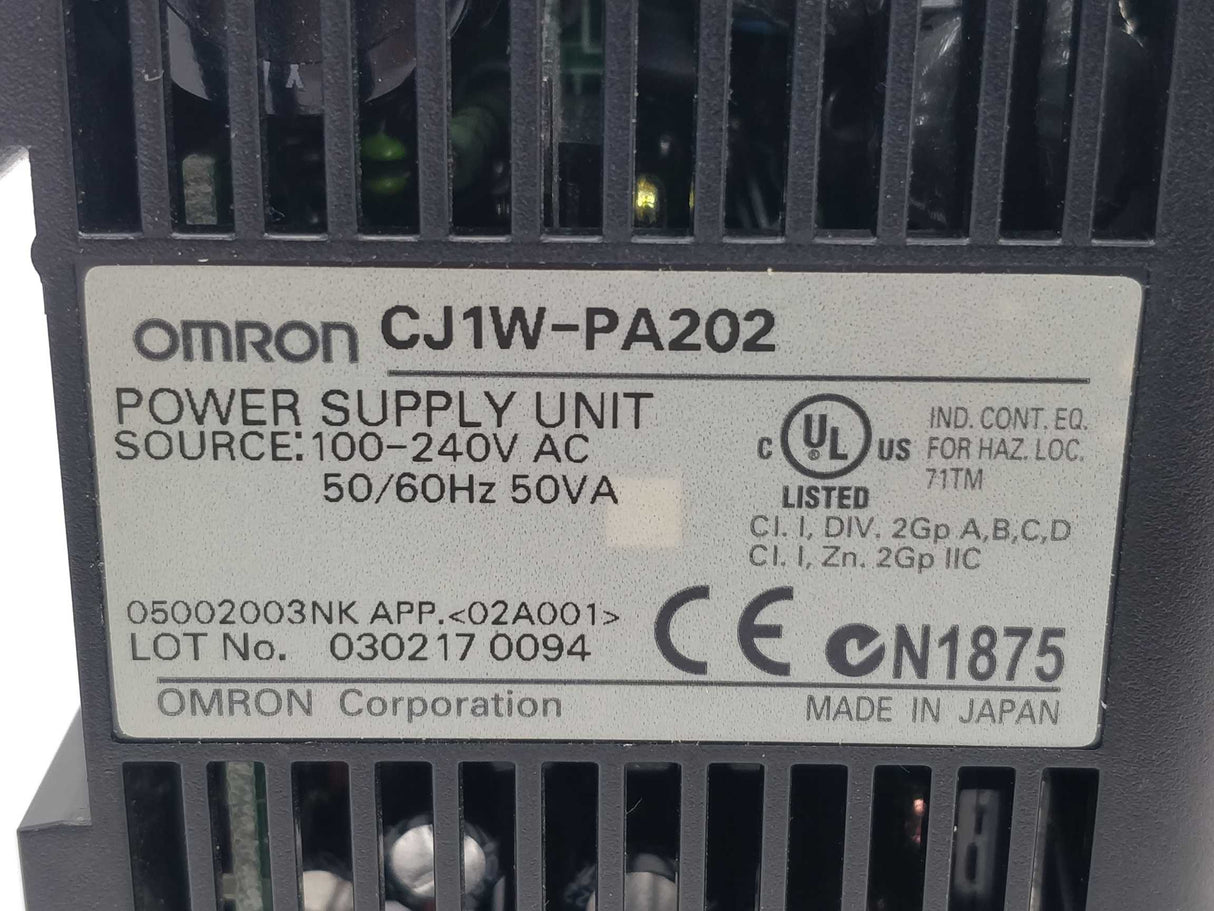 OMRON CJ1W-PA202
POWER SUPPLY UNIT
SOURCE: 100-240V AC
50/60Hz 50VA
C UL ® US
LISTED
IND. CONT. EQ.
FOR HAZ. LOC.
71TM
Cl. I, DIV. 2Gp A,B,C,D
Cl. I, Zn. 2Gp IIC
05002003NK APP.<02A001>
LOT No. 030217 0094
CE N1875
OMRON Corporation
MADE IN JAPAN